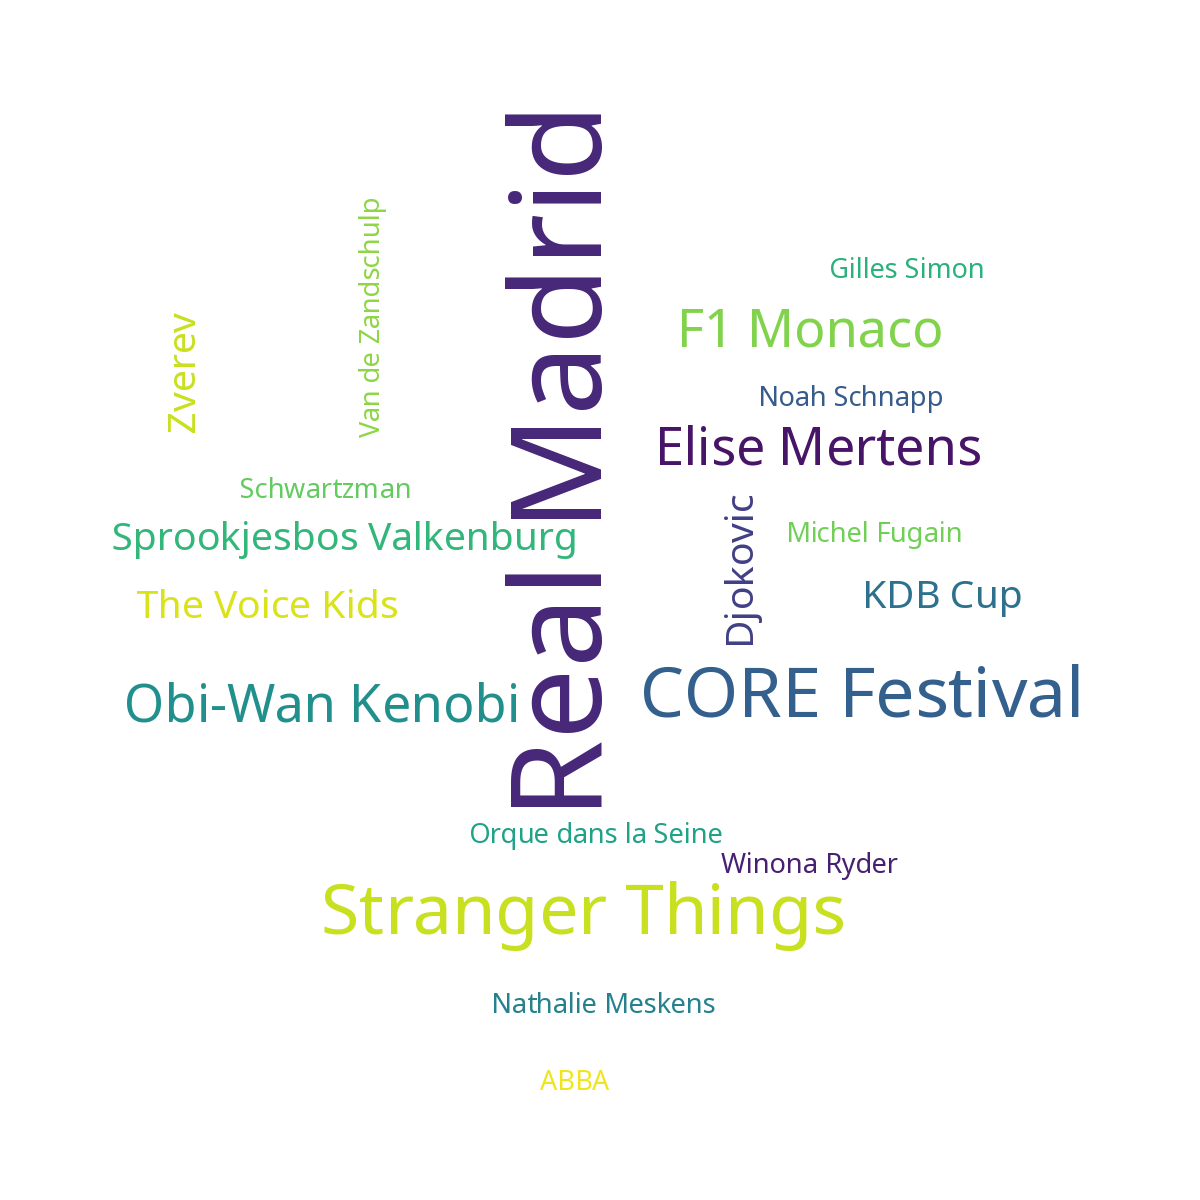 Real Madrid
Van de Zandschulp
Gilles Simon
F1 Monaco
Zverev
Noah Schnapp
Elise Mertens
Schwartzman
Djokovic
Michel Fugain
Sprookjesbos Valkenburg
KDB Cup
The Voice Kids
CORE Festival
Obi-Wan Kenobi
Orque dans la Seine
Winona Ryder
Stranger Things
Nathalie Meskens
ABBA